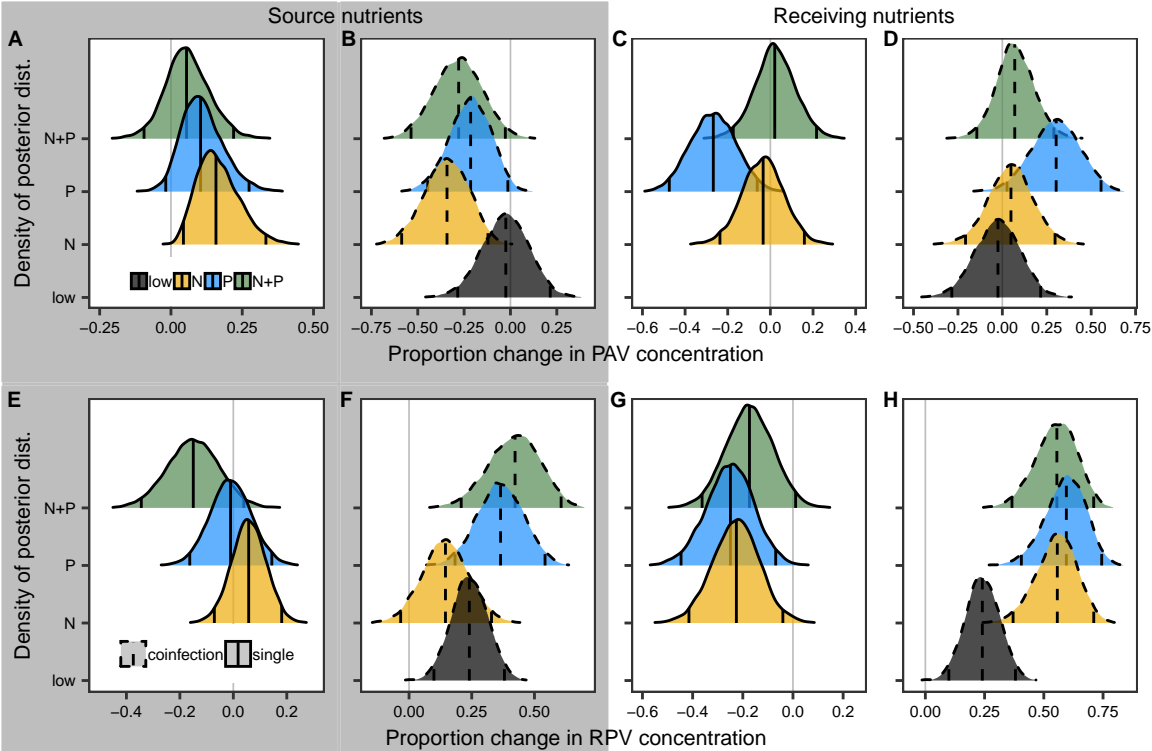 Source nutrients Receiving nutrients
A B C D
Density of posterior dist.
N+P
P
N
low
low N P N+P
−0.25 0.00 0.25 0.50 −0.75 −0.50 −0.25 0.00 −0.6 −0.4 −0.2 0.0 0.2 0.4 −0.50 −0.25 0.00 0.25 0.50 0.75
Proportion change in PAV concentration
E F G H
Density of posterior dist.
N+P
P
N
coinfection single
low
−0.4 −0.2 0.0 0.2 0.00 0.25 0.50 −0.6 −0.4 −0.2 0.0 0.00 0.25 0.50 0.75
Proportion change in RPV concentration